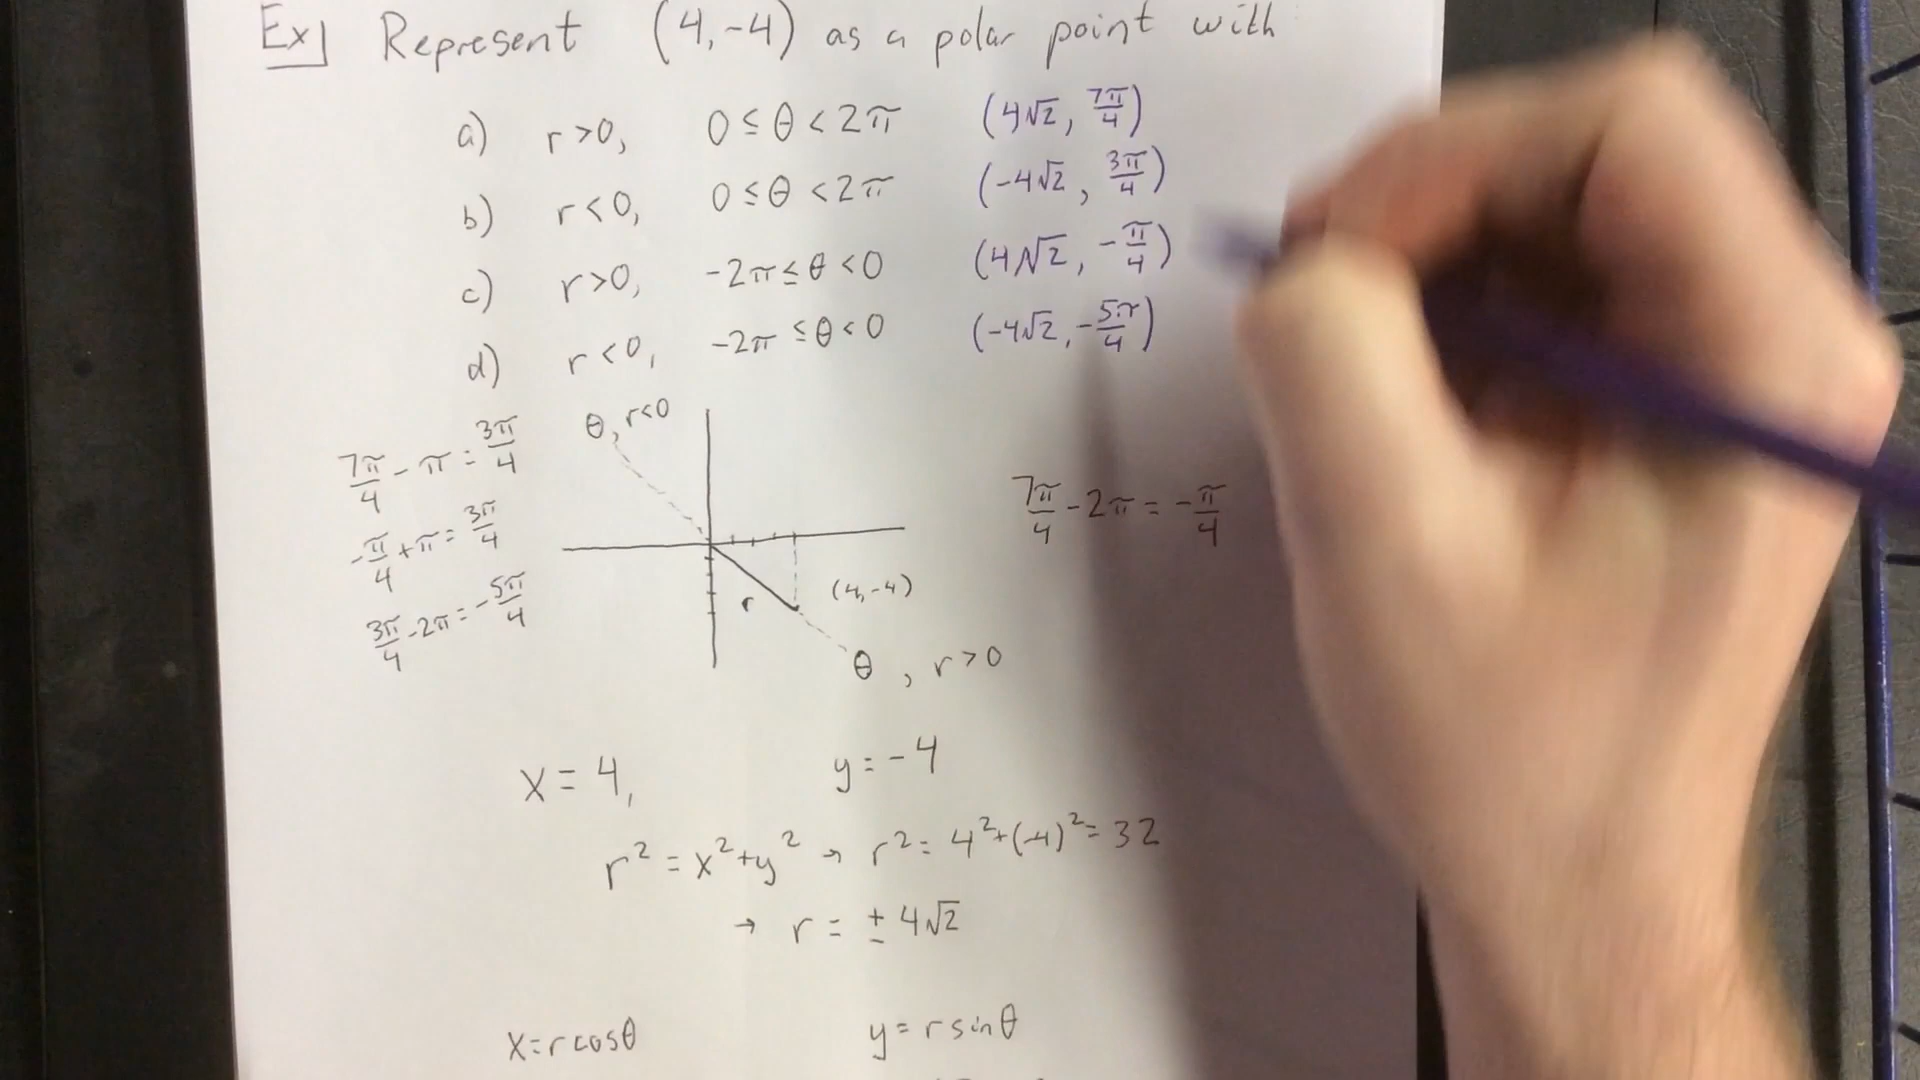 Ex] Represent (4,-4) as a polar point with
a) r>0, 0≤θ<2π (4√2, 7π/4)
b) r<0, 0≤θ<2π (-4√2, 3π/4)
c) r>0, -2π≤θ<0 (4√2, -π/4)
d) r<0, -2π≤θ<0 (-4√2, -5π/4)
θ, r<0
7π/4 - π = 3π/4
-π/4 + π = 3π/4
3π/4 - 2π = -5π/4
7π/4 - 2π = -π/4
(4,-4)
r
θ, r>0
x = 4, y = -4
r² = x²+y² → r² = 4²+(-4)² = 32
→ r = ± 4√2
x=rcosθ y=rsinθ